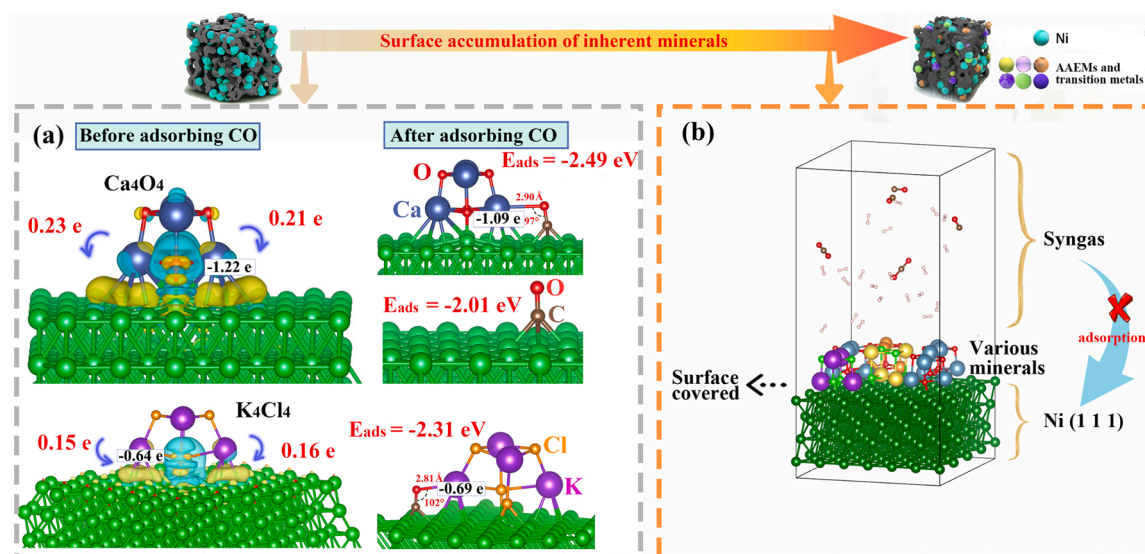 Surface accumulation of inherent minerals
Ni
AAEMs and
transition metals
(a)
Before adsorbing CO
After adsorbing CO
Ca4O4
0.23 e
0.21 e
-1.22 e
O
Eads = -2.49 eV
Ca
2.90 Å
-1.09 e
97°
Eads = -2.01 eV
O
C
K4Cl4
0.15 e
0.16 e
-0.64 e
Eads = -2.31 eV
Cl
2.81 Å
-0.69 e
K
102°
(b)
Syngas
adsorption
Various
minerals
Surface
covered
Ni (1 1 1)